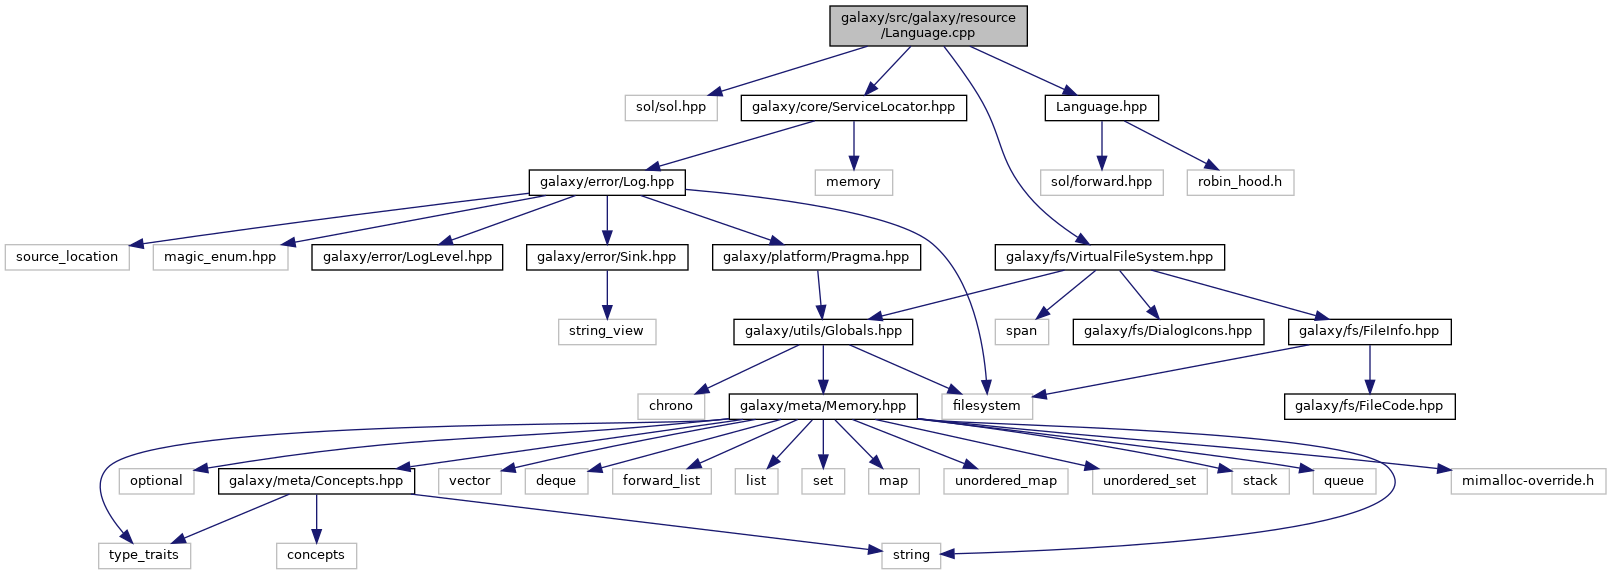 galaxy/src/galaxy/resource
/Language.cpp
sol/sol.hpp
galaxy/core/ServiceLocator.hpp
Language.hpp
galaxy/error/Log.hpp
memory
sol/forward.hpp
robin_hood.h
source_location
magic_enum.hpp
galaxy/error/LogLevel.hpp
galaxy/error/Sink.hpp
galaxy/platform/Pragma.hpp
galaxy/fs/VirtualFileSystem.hpp
string_view
galaxy/utils/Globals.hpp
span
galaxy/fs/DialogIcons.hpp
galaxy/fs/FileInfo.hpp
chrono
galaxy/meta/Memory.hpp
filesystem
galaxy/fs/FileCode.hpp
optional
galaxy/meta/Concepts.hpp
vector
deque
forward_list
list
set
map
unordered_map
unordered_set
stack
queue
mimalloc-override.h
type_traits
concepts
string